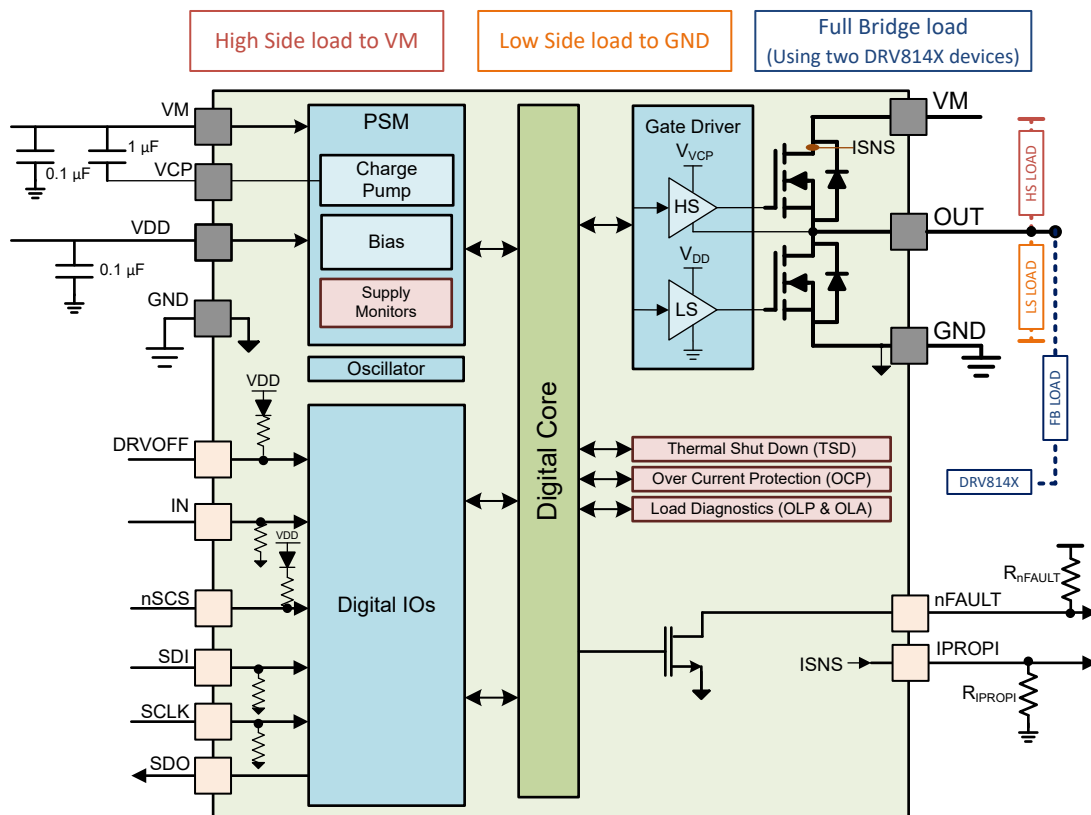 High Side load to VM
Low Side load to GND
Full Bridge load
(Using two DRV814X devices)
VM
0.1 µF
1 µF
VCP
VDD
0.1 µF
GND
PSM
Charge
Pump
Bias
Supply
Monitors
Oscillator
Digital Core
Gate Driver
VVCP
HS
VDD
LS
ISNS
VM
OUT
GND
HS LOAD
LS LOAD
FB LOAD
DRV814X
VDD
DRVOFF
IN
VDD
nSCS
SDI
SCLK
SDO
Digital IOs
Thermal Shut Down (TSD)
Over Current Protection (OCP)
Load Diagnostics (OLP & OLA)
RnFAULT
nFAULT
ISNS
IPROPI
RIPROPI